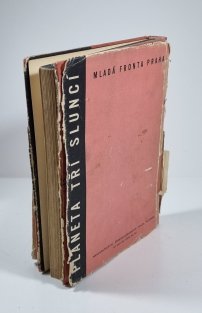 PLANETA TŘÍ SLUNCÍ
MLADÁ FRONTA PRAHA